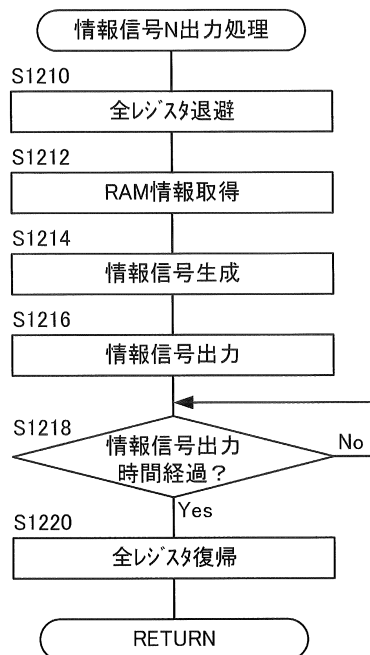 情報信号N出力処理
S1210
全ﾚｼﾞｽﾀ退避
S1212
RAM情報取得
S1214
情報信号生成
S1216
情報信号出力
S1218
情報信号出力
時間経過？
No
Yes
S1220
全ﾚｼﾞｽﾀ復帰
RETURN